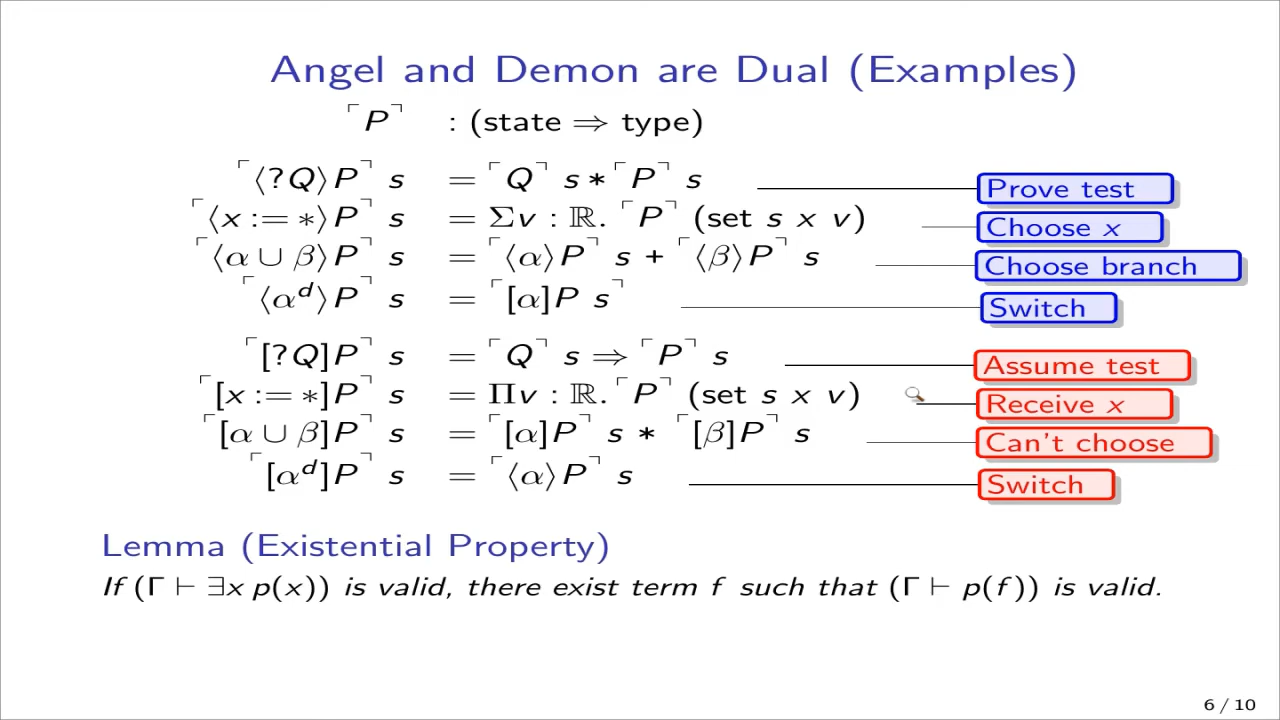 Angel and Demon are Dual (Examples)
⌜P⌝ : (state ⇒ type)
⌜⟨?Q⟩P⌝ s = ⌜Q⌝ s * ⌜P⌝ s Prove test
⌜⟨x := *⟩P⌝ s = Σv : ℝ. ⌜P⌝ (set s x v) Choose x
⌜⟨α ∪ β⟩P⌝ s = ⌜⟨α⟩P⌝ s + ⌜⟨β⟩P⌝ s Choose branch
⌜⟨αᵈ⟩P⌝ s = ⌜[α]P s⌝ Switch
⌜[?Q]P⌝ s = ⌜Q⌝ s ⇒ ⌜P⌝ s Assume test
⌜[x := *]P⌝ s = Πv : ℝ. ⌜P⌝ (set s x v) Receive x
⌜[α ∪ β]P⌝ s = ⌜[α]P⌝ s * ⌜[β]P⌝ s Can't choose
⌜[αᵈ]P⌝ s = ⌜⟨α⟩P⌝ s Switch
Lemma (Existential Property)
If (Γ ⊢ ∃x p(x)) is valid, there exist term f such that (Γ ⊢ p(f)) is valid.
6 / 10